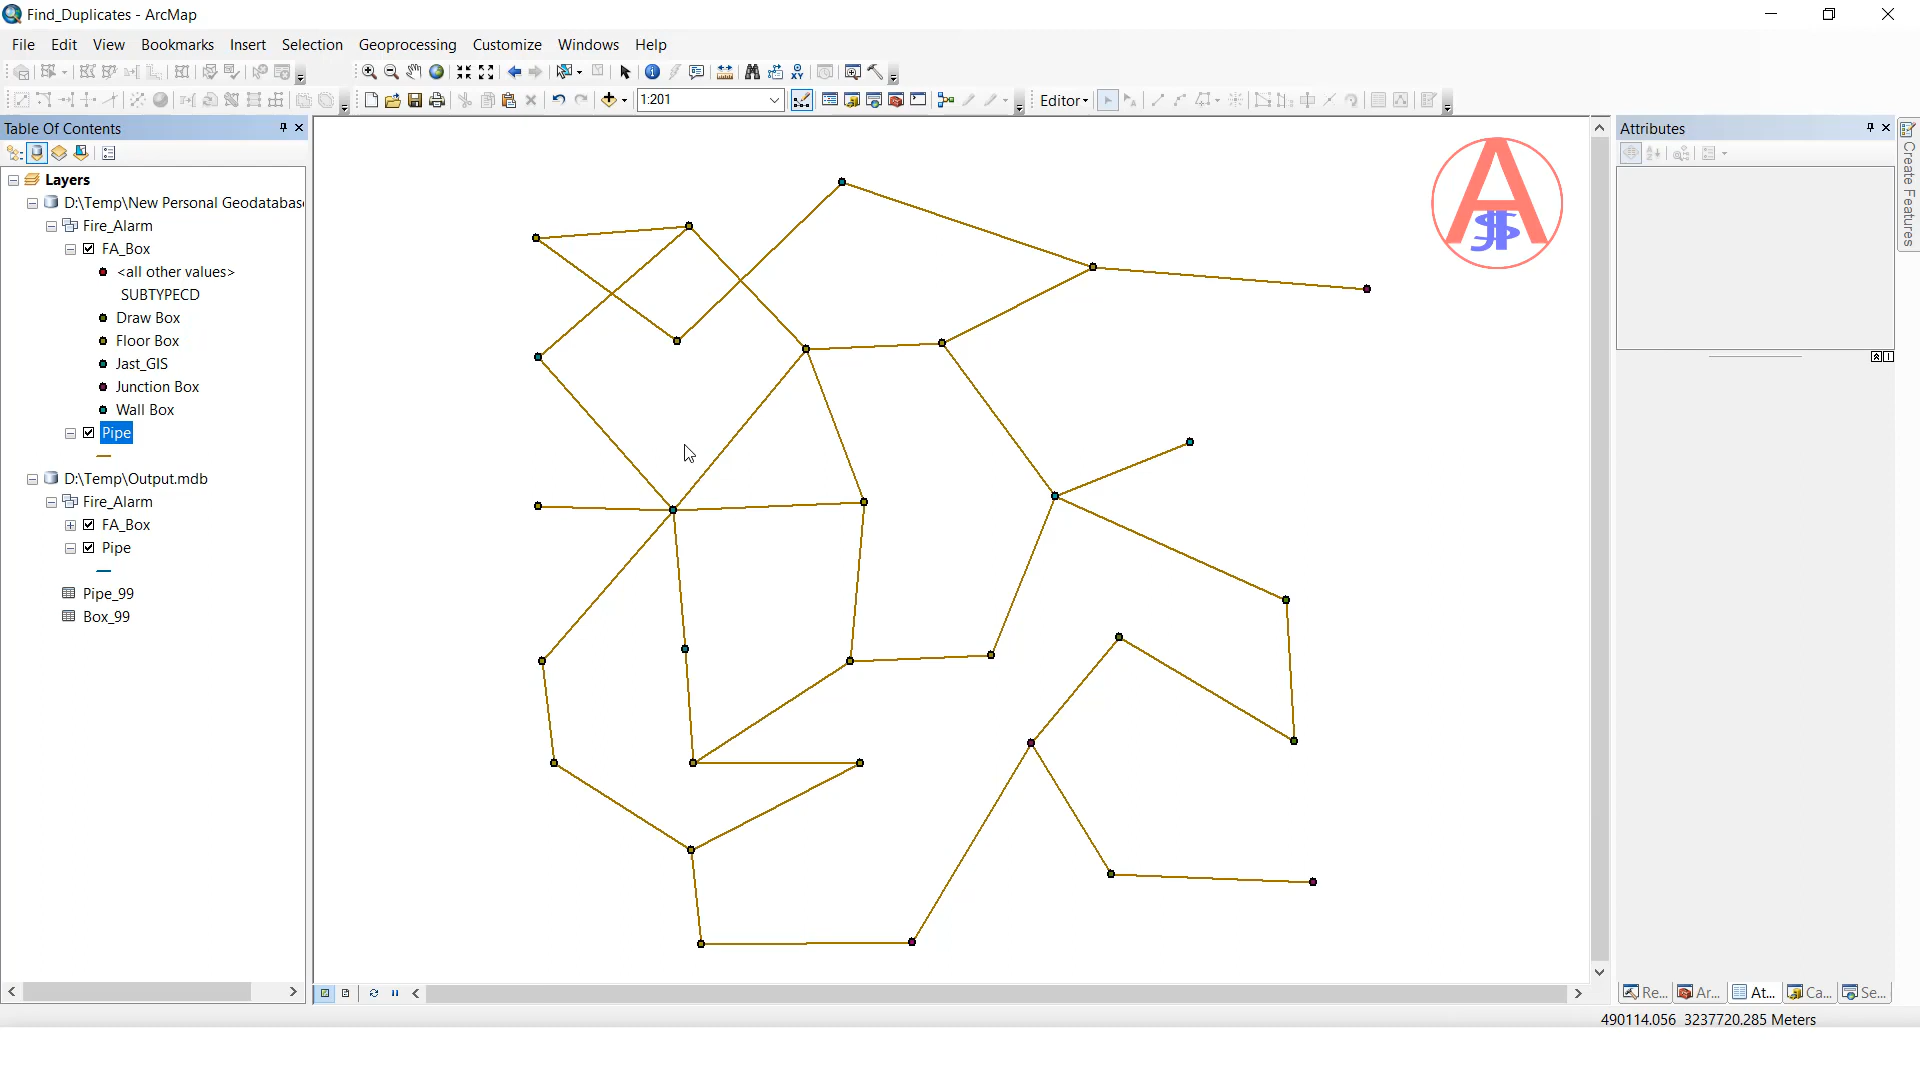 Find_Duplicates - ArcMap
File Edit View Bookmarks Insert Selection Geoprocessing Customize Windows Help
1:201 Editor
Table Of Contents
Layers
D:\Temp\New Personal Geodatabas
Fire_Alarm
FA_Box
<all other values>
SUBTYPECD
Draw Box
Floor Box
Jast_GIS
Junction Box
Wall Box
Pipe
D:\Temp\Output.mdb
Fire_Alarm
FA_Box
Pipe
Pipe_99
Box_99
Attributes
Create Features
Re... Ar... At... Ca... Se...
490114.056 3237720.285 Meters